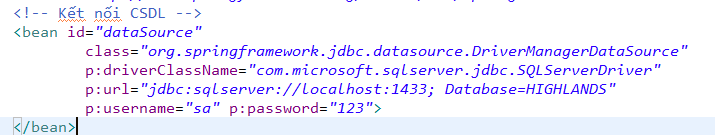 <!-- Kết nối CSDL -->
<bean id="dataSource"
class="org.springframework.jdbc.datasource.DriverManagerDataSource"
p:driverClassName="com.microsoft.sqlserver.jdbc.SQLServerDriver"
p:url="jdbc:sqlserver://localhost:1433; Database=HIGHLANDS"
p:username="sa" p:password="123">
</bean>